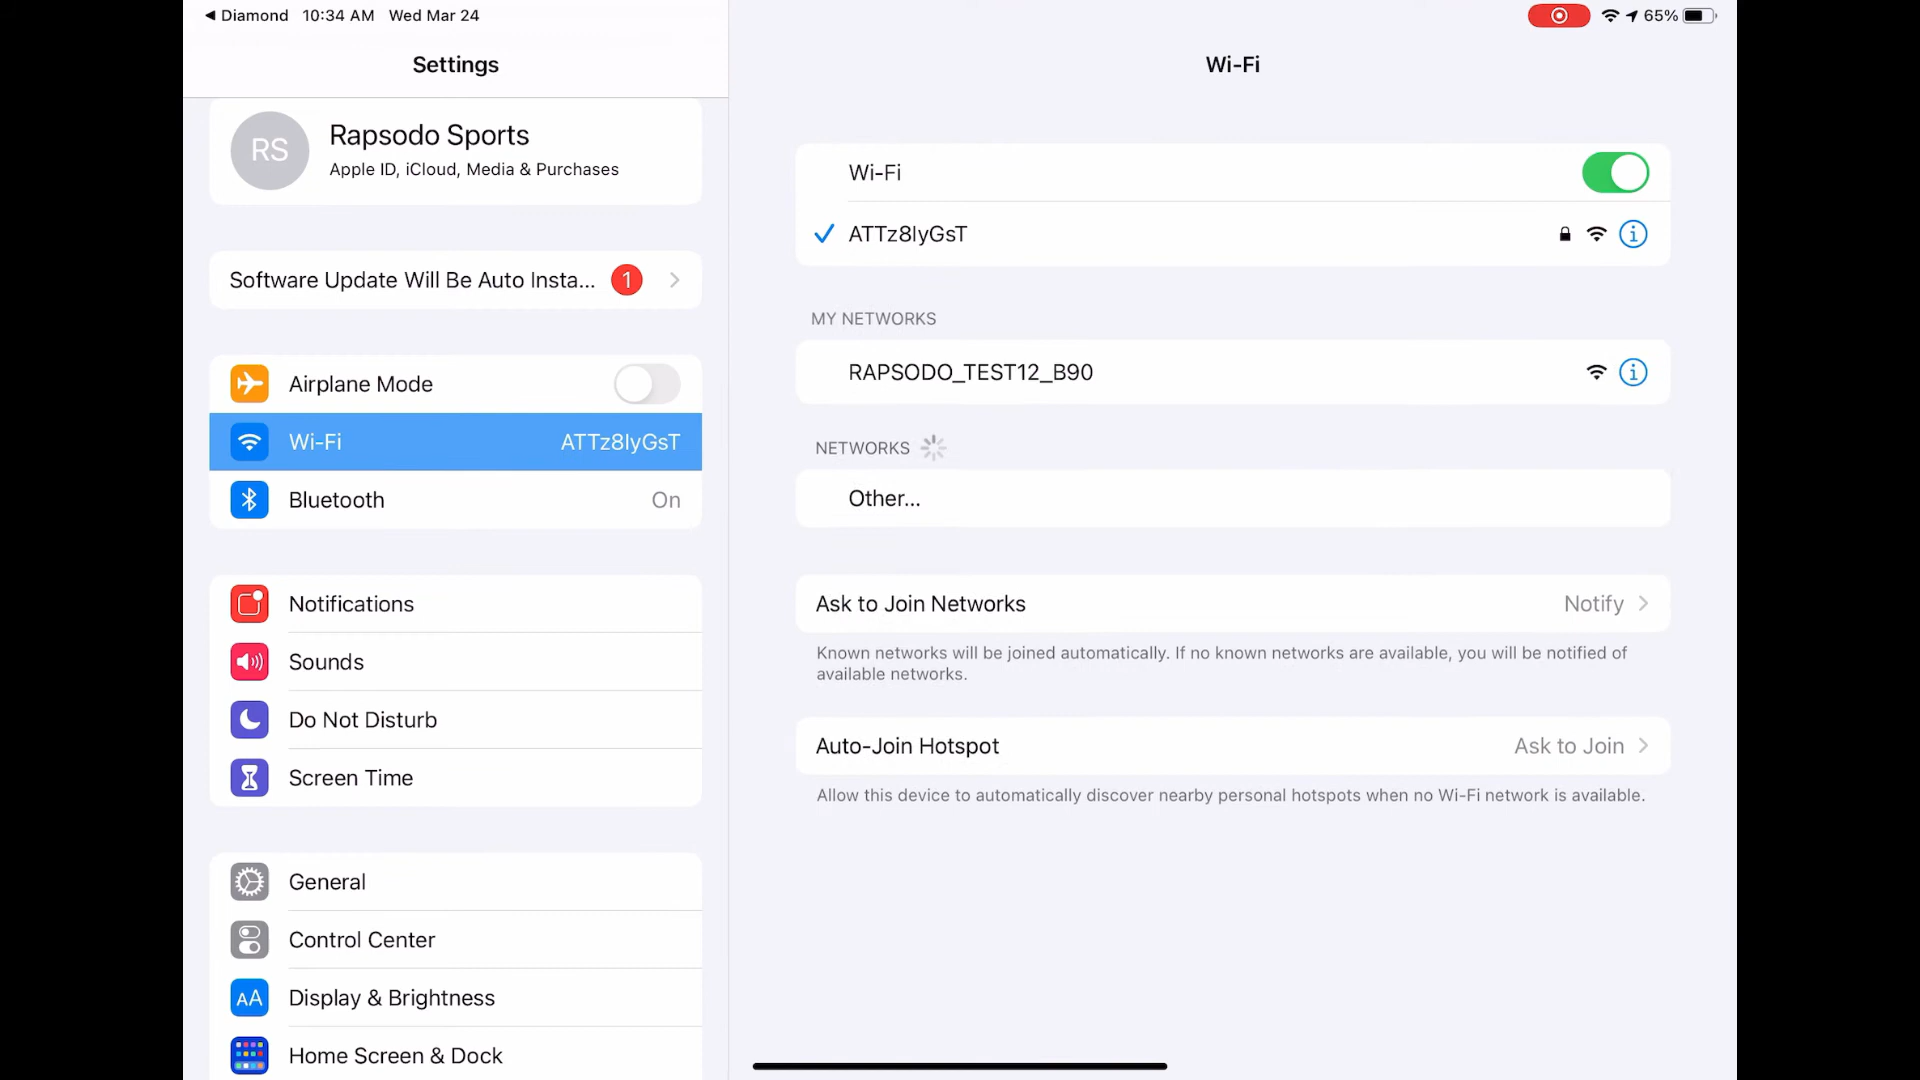 Diamond 10:34 AM Wed Mar 24
65%
Settings
RS
Rapsodo Sports
Apple ID, iCloud, Media & Purchases
Software Update Will Be Auto Insta... 1
Airplane Mode
Wi-Fi ATTz8IyGsT
Bluetooth On
Notifications
Sounds
Do Not Disturb
Screen Time
General
Control Center
AA Display & Brightness
Home Screen & Dock
Wi-Fi
Wi-Fi
ATTz8IyGsT
MY NETWORKS
RAPSODO_TEST12_B90
NETWORKS
Other...
Ask to Join Networks Notify
Known networks will be joined automatically. If no known networks are available, you will be notified of
available networks.
Auto-Join Hotspot Ask to Join
Allow this device to automatically discover nearby personal hotspots when no Wi-Fi network is available.